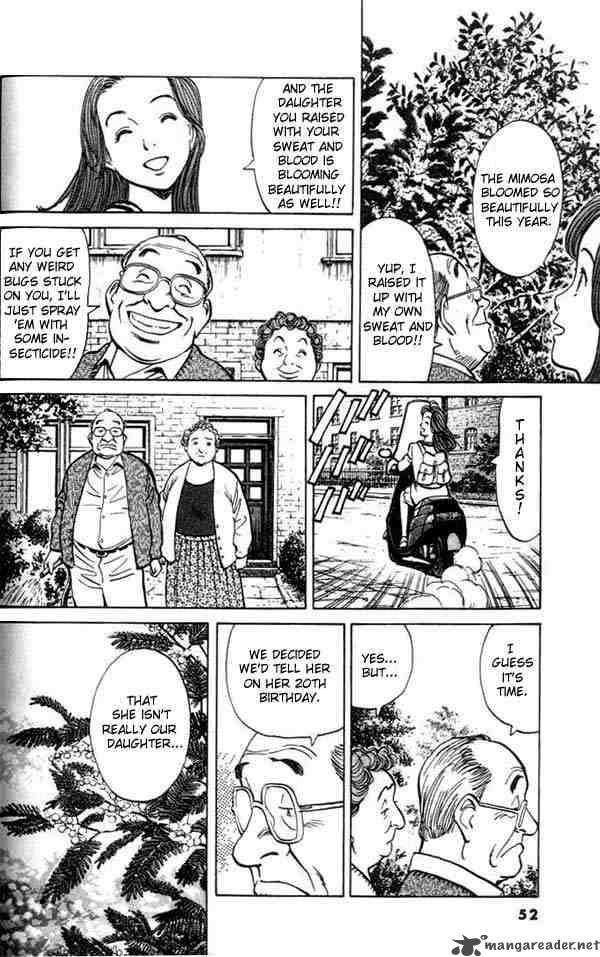 THE MIMOSA
BLOOMED SO
BEAUTIFULLY
THIS YEAR.
YUP, I
RAISED IT
UP WITH
MY OWN
SWEAT
AND
BLOOD!!
AND THE
DAUGHTER
YOU RAISED
WITH YOUR
SWEAT AND
BLOOD IS
BLOOMING
BEAUTIFULLY
AS WELL!!
IF YOU GET
ANY WEIRD
BUGS STUCK
ON YOU, I'LL
JUST SPRAY
'EM WITH
SOME IN-
SECTICIDE!!
THANKS!
I
GUESS
IT'S
TIME.
YES...
BUT...
WE DECIDED
WE'D TELL HER
ON HER 20TH
BIRTHDAY.
THAT
SHE ISN'T
REALLY OUR
DAUGHTER...
52
mangareader.net